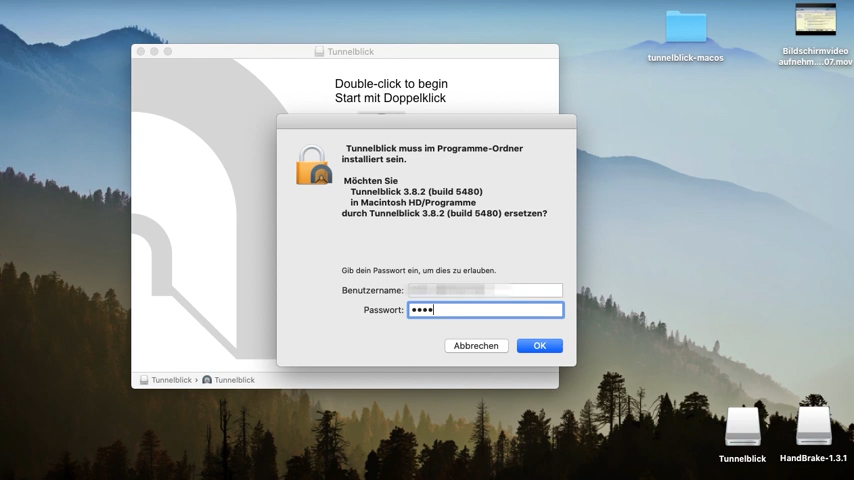 Tunnelblick
Double-click to begin
Start mit Doppelklick
Tunnelblick muss im Programme-Ordner
installiert sein.
Möchten Sie
Tunnelblick 3.8.2 (build 5480)
in Macintosh HD/Programme
durch Tunnelblick 3.8.2 (build 5480) ersetzen?
Gib dein Passwort ein, um dies zu erlauben.
Benutzername:
Passwort: ••••
Abbrechen
OK
Tunnelblick › Tunnelblick
tunnelblick-macos
Bildschirmvideo
aufnehm....07.mov
Tunnelblick
HandBrake-1.3.1